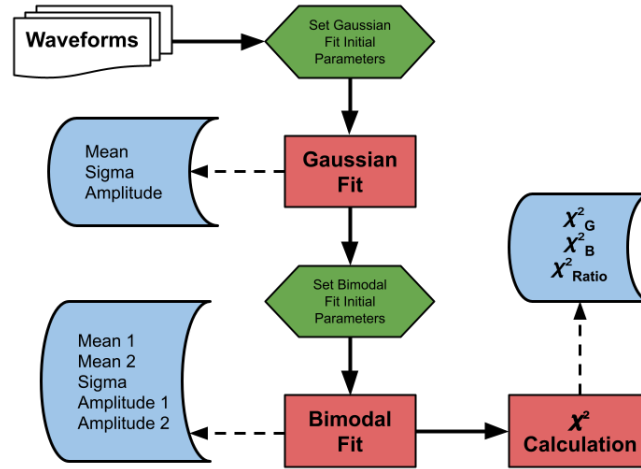 Waveforms
Set Gaussian
Fit Initial
Parameters
Mean
Sigma
Amplitude
Gaussian
Fit
χ²G
χ²B
χ²Ratio
Set Bimodal
Fit Initial
Parameters
Mean 1
Mean 2
Sigma
Amplitude 1
Amplitude 2
Bimodal
Fit
χ²
Calculation